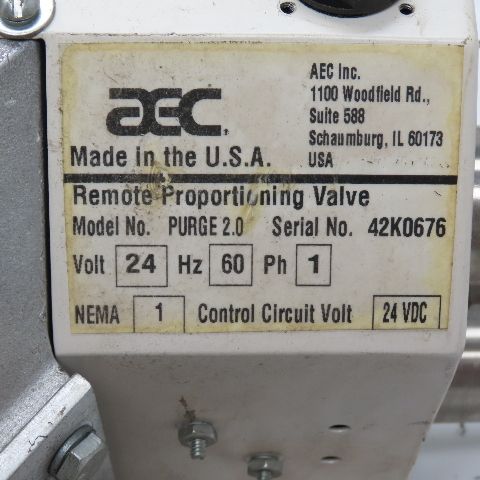 AEC
AEC Inc.
1100 Woodfield Rd.,
Suite 588
Schaumburg, IL 60173
USA
Made in the U.S.A.
Remote Proportioning Valve
Model No. PURGE 2.0 Serial No. 42K0676
Volt 24 Hz 60 Ph 1
NEMA 1 Control Circuit Volt 24 VDC